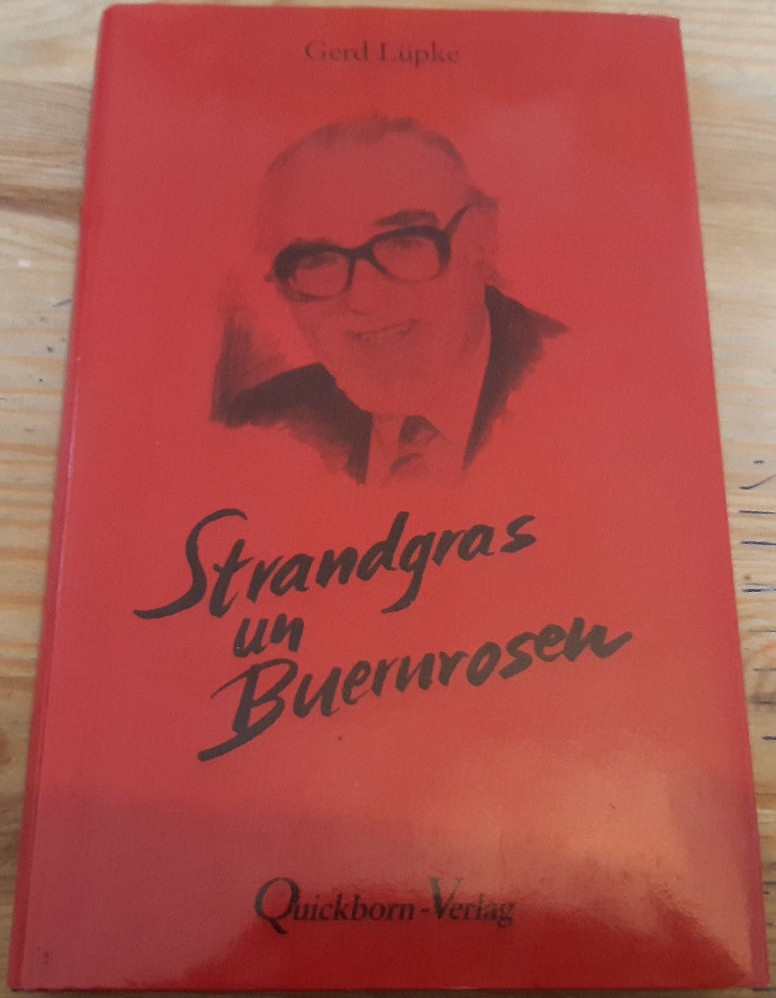 Gerd Lüpke
Strandgras
un
Buernrosen
Quickborn-Verlag